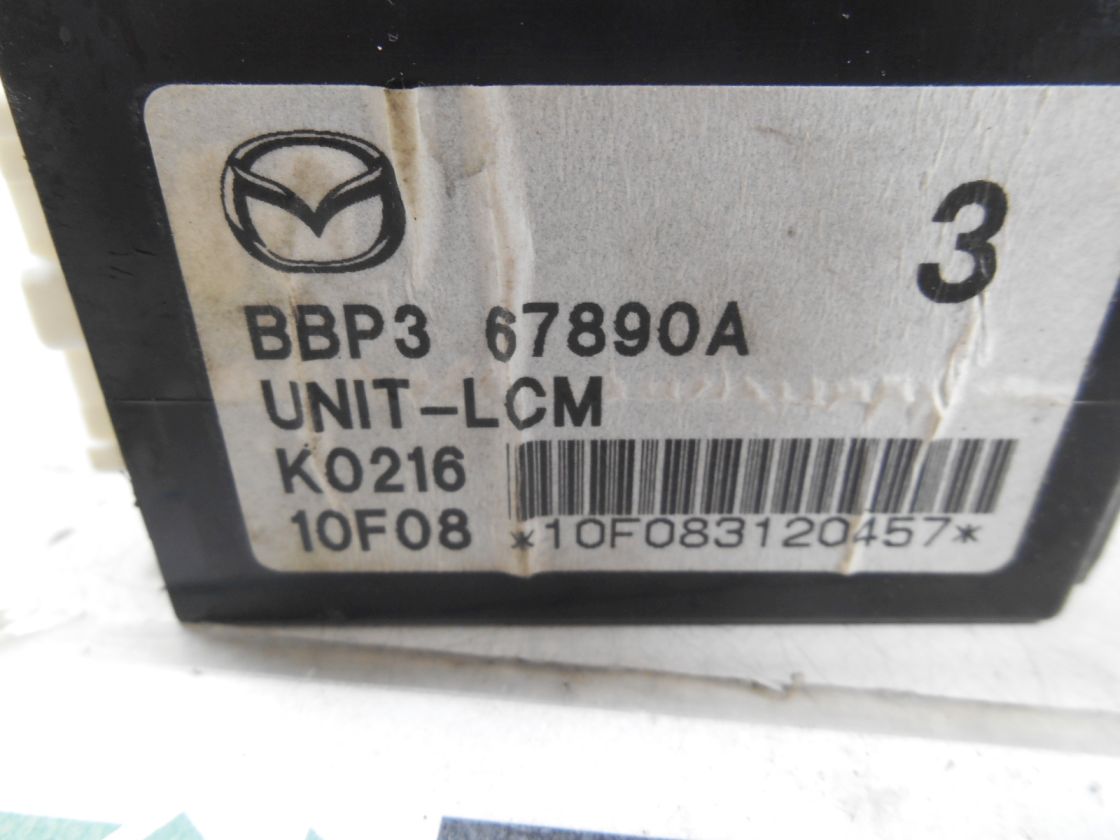 3
BBP3 67890A
UNIT-LCM
K0216
10F08 *10F083120457*